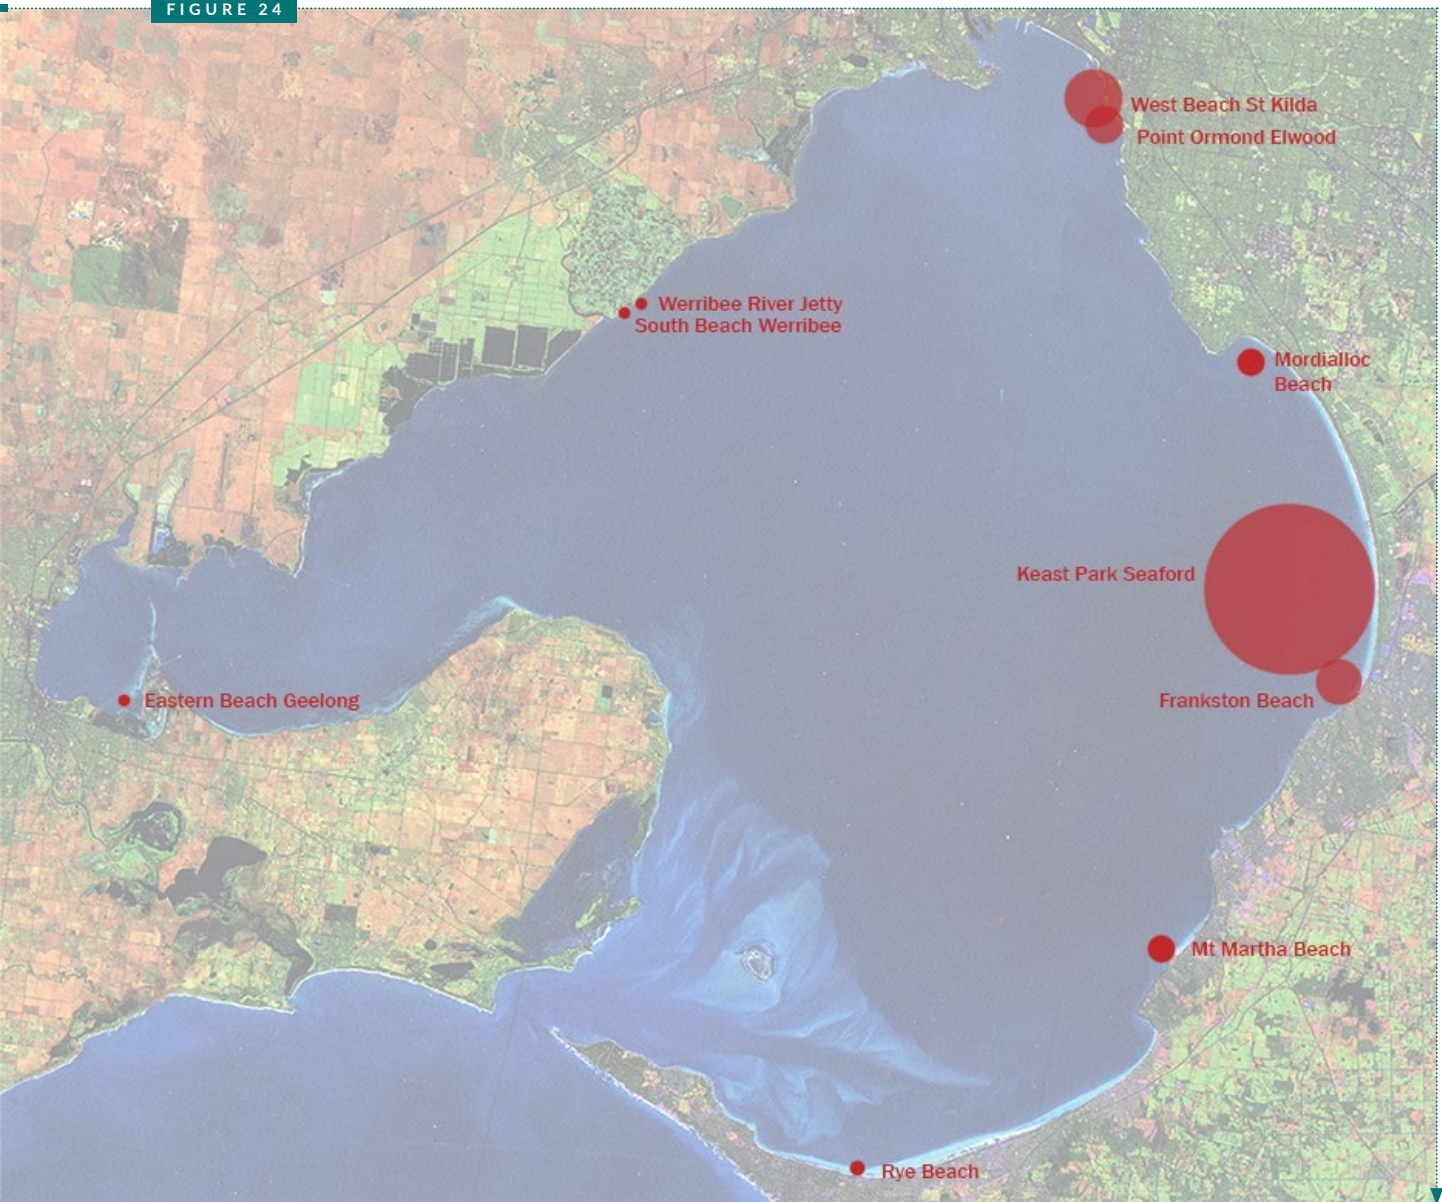 FIGURE 24
West Beach St Kilda
Point Ormond Elwood
Werribee River Jetty
South Beach Werribee
Mordialloc
Beach
Keast Park Seaford
Eastern Beach Geelong
Frankston Beach
Mt Martha Beach
Rye Beach